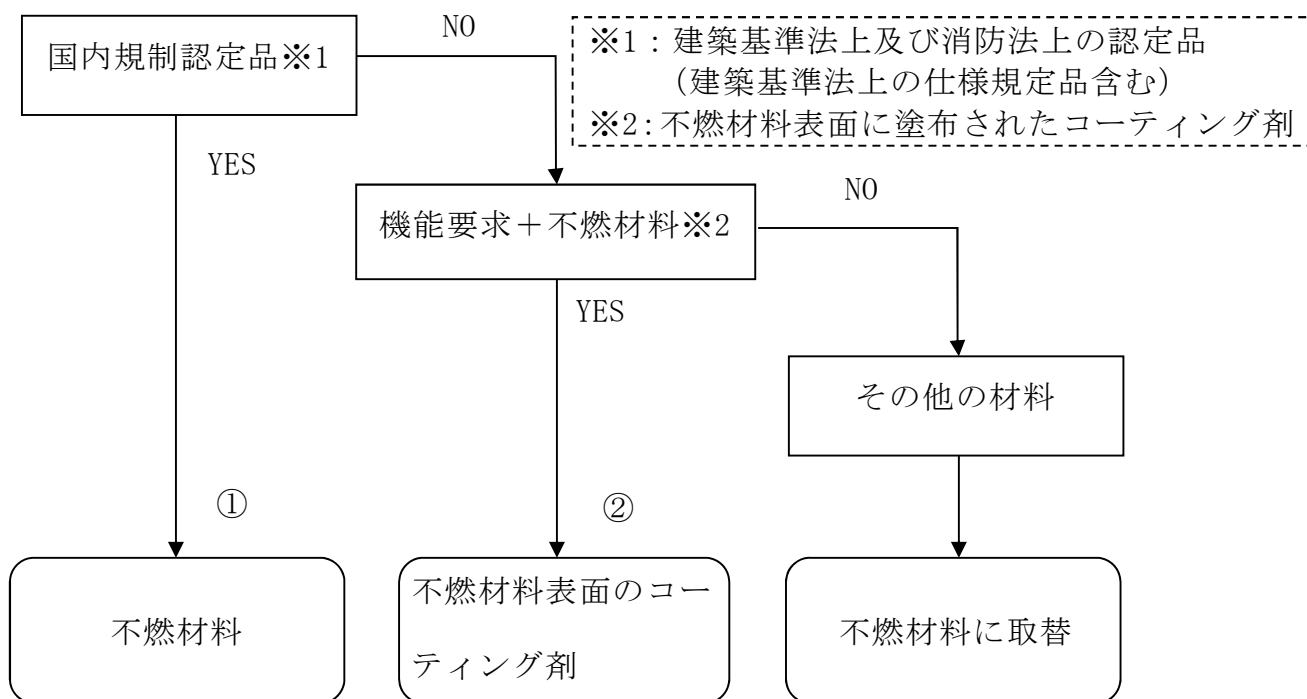 国内規制認定品※1
NO
※1：建築基準法上及び消防法上の認定品
（建築基準法上の仕様規定品含む）
※2：不燃材料表面に塗布されたコーティング剤
YES
機能要求＋不燃材料※2
NO
YES
その他の材料
①
②
不燃材料
不燃材料表面のコー
ティング剤
不燃材料に取替